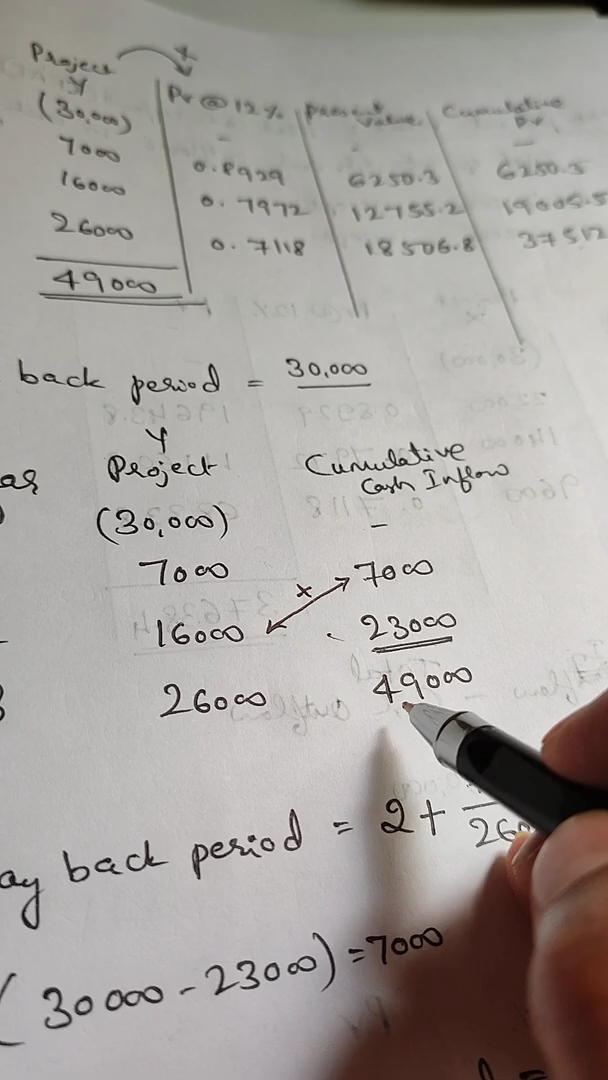 Project
Y
(30,000)
7000
16000
26000
49000
PV @ 12%
-
0.8929
0.7972
0.7118
Present Value
-
6250.3
12755.2
18506.8
Cumulative
PV
-
6250.3
19005.5
37512
back period = 30,000
Y
Project
Cumulative
Cash Inflow
(30,000) -
7000 7000
x
16000 23000
26000 49000
ay back period = 2 +
(30000 - 23000) = 7000